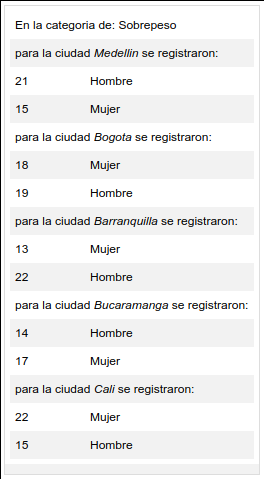 En la categoria de: Sobrepeso
para la ciudad Medellin se registraron:
21 Hombre
15 Mujer
para la ciudad Bogota se registraron:
18 Mujer
19 Hombre
para la ciudad Barranquilla se registraron:
13 Mujer
22 Hombre
para la ciudad Bucaramanga se registraron:
14 Hombre
17 Mujer
para la ciudad Cali se registraron:
22 Mujer
15 Hombre